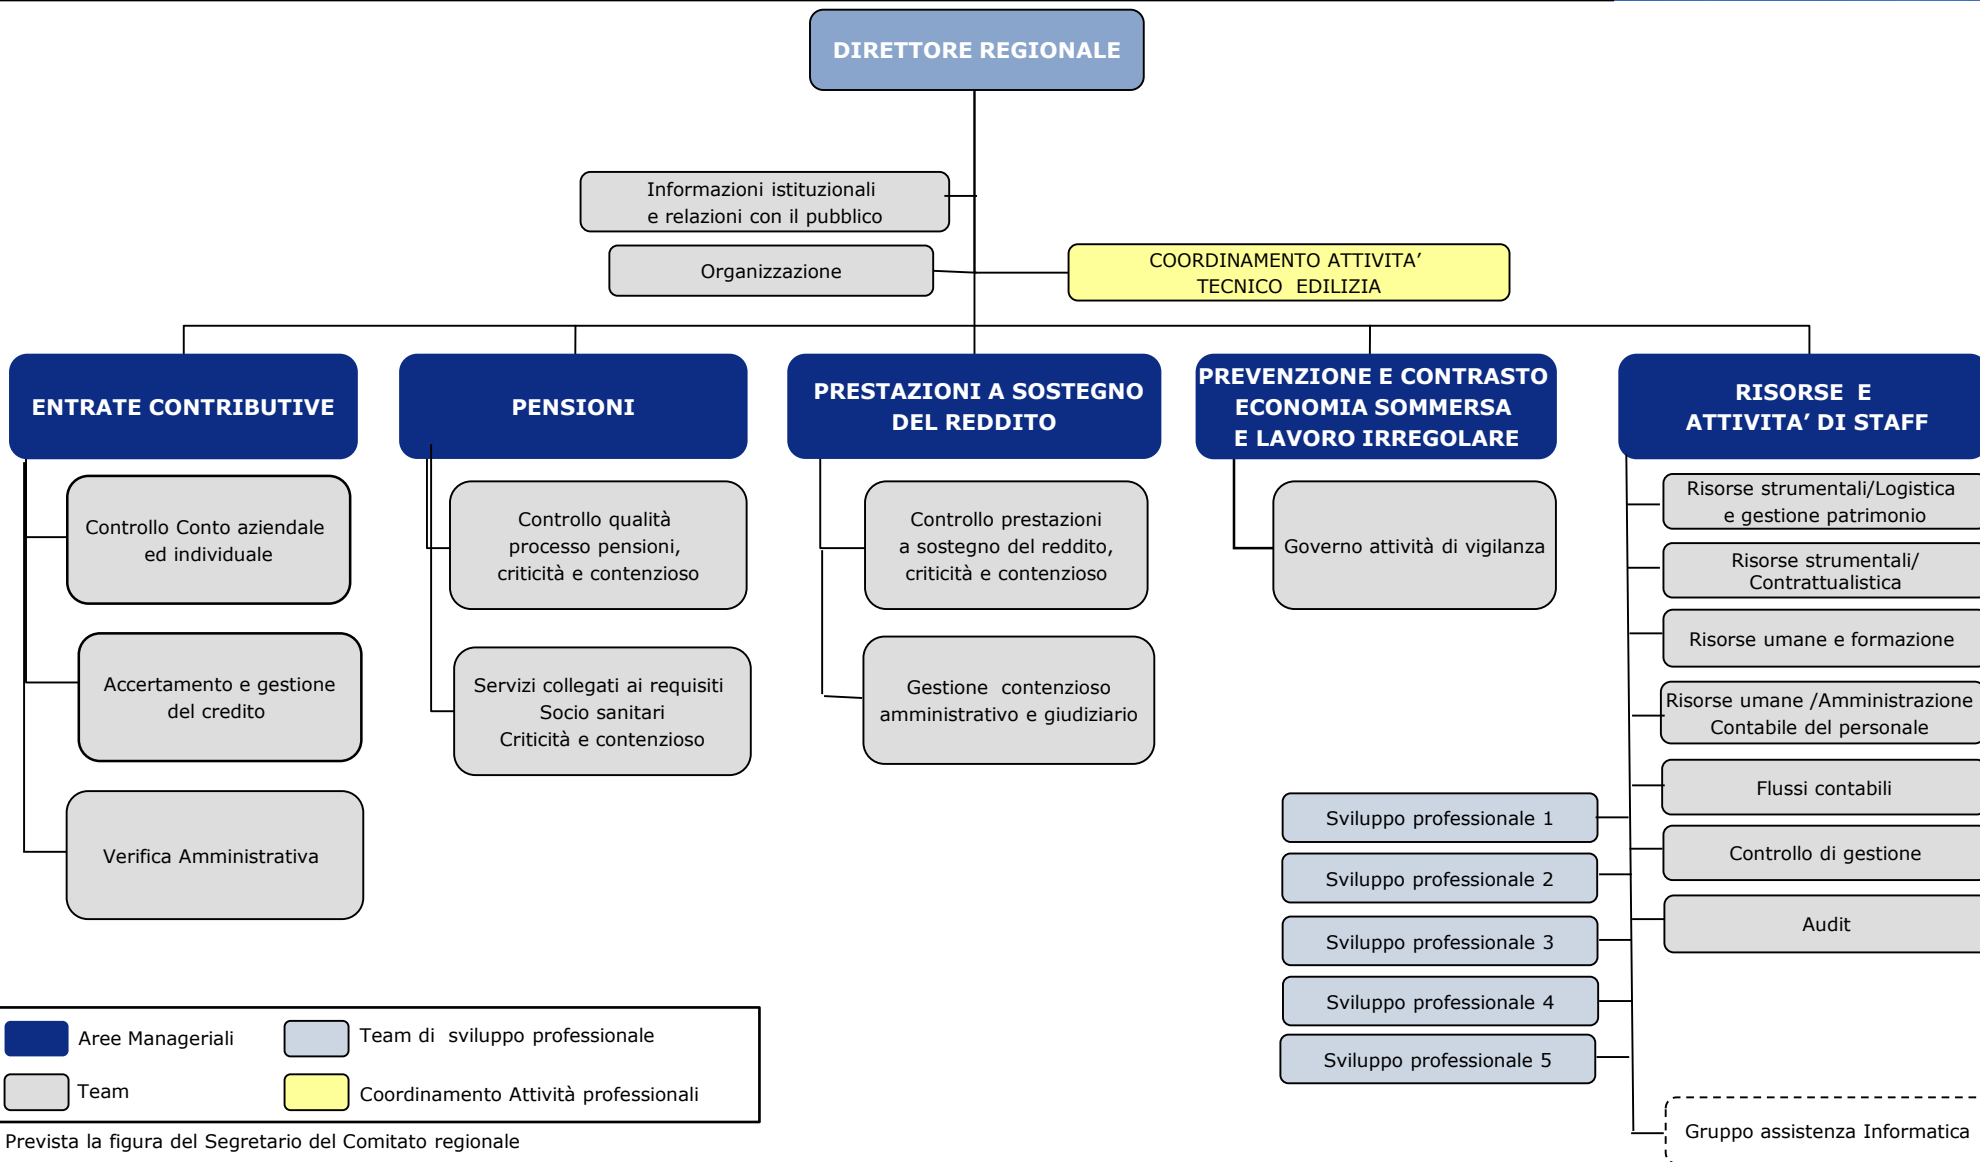 DIRETTORE REGIONALE
Informazioni istituzionali
e relazioni con il pubblico
Organizzazione
COORDINAMENTO ATTIVITA’
TECNICO EDILIZIA
ENTRATE CONTRIBUTIVE
PENSIONI
PRESTAZIONI A SOSTEGNO
DEL REDDITO
PREVENZIONE E CONTRASTO
ECONOMIA SOMMERSA
E LAVORO IRREGOLARE
RISORSE E
ATTIVITA’ DI STAFF
Controllo Conto aziendale
ed individuale
Accertamento e gestione
del credito
Verifica Amministrativa
Controllo qualità
processo pensioni,
criticità e contenzioso
Servizi collegati ai requisiti
Socio sanitari
Criticità e contenzioso
Controllo prestazioni
a sostegno del reddito,
criticità e contenzioso
Gestione contenzioso
amministrativo e giudiziario
Governo attività di vigilanza
Risorse strumentali/Logistica
e gestione patrimonio
Risorse strumentali/
Contrattualistica
Risorse umane e formazione
Risorse umane /Amministrazione
Contabile del personale
Flussi contabili
Controllo di gestione
Audit
Sviluppo professionale 1
Sviluppo professionale 2
Sviluppo professionale 3
Sviluppo professionale 4
Sviluppo professionale 5
Gruppo assistenza Informatica
Aree Manageriali
Team di sviluppo professionale
Team
Coordinamento Attività professionali
Prevista la figura del Segretario del Comitato regionale